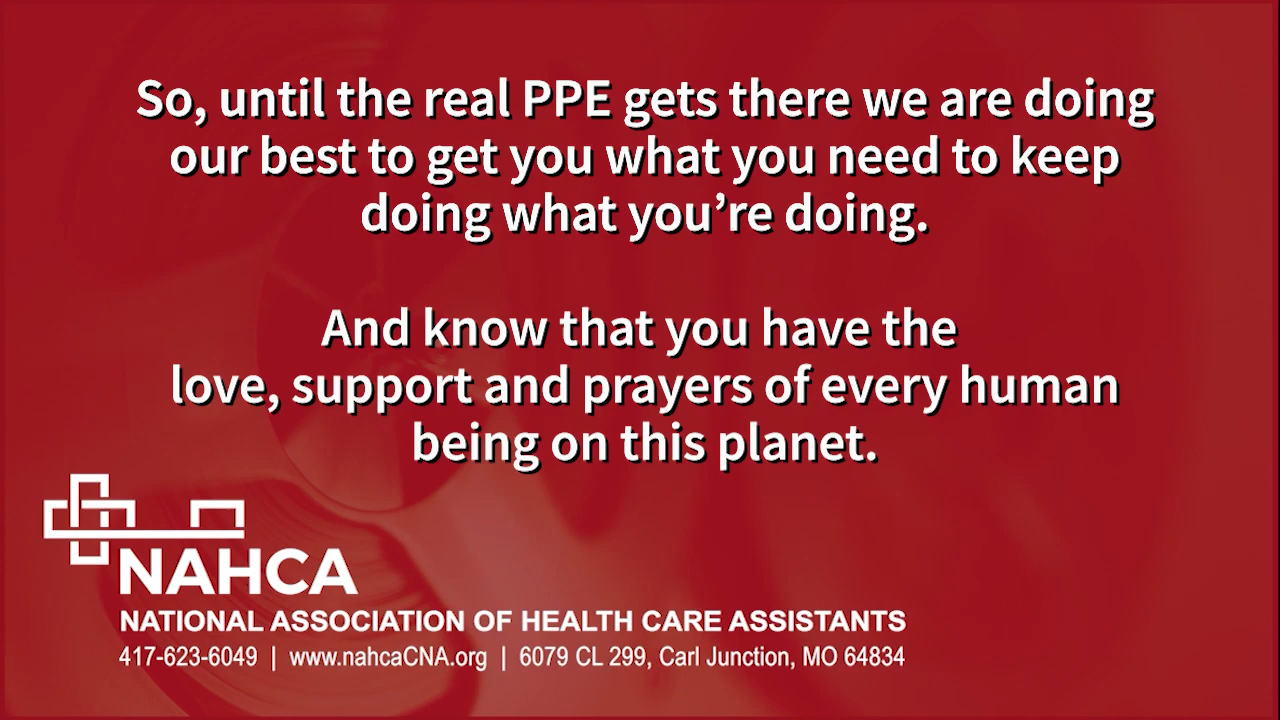 So, until the real PPE gets there we are doing
our best to get you what you need to keep
doing what you’re doing.
And know that you have the
love, support and prayers of every human
being on this planet.
NAHCA
NATIONAL ASSOCIATION OF HEALTH CARE ASSISTANTS
417-623-6049 | www.nahcaCNA.org | 6079 CL 299, Carl Junction, MO 64834